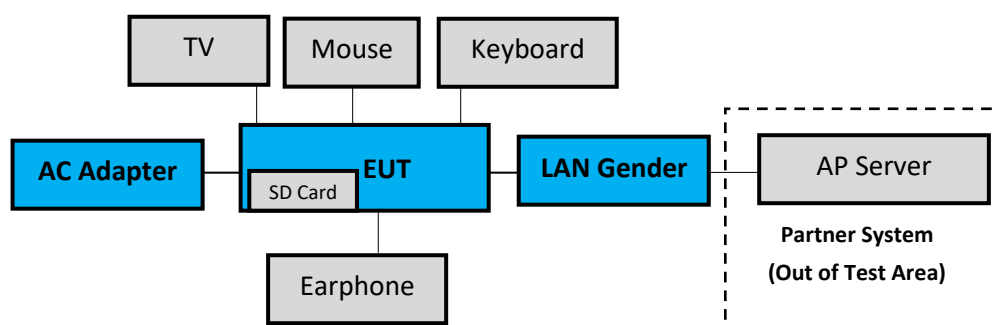 TV
Mouse
Keyboard
AC Adapter
EUT
SD Card
LAN Gender
AP Server
Earphone
Partner System
(Out of Test Area)